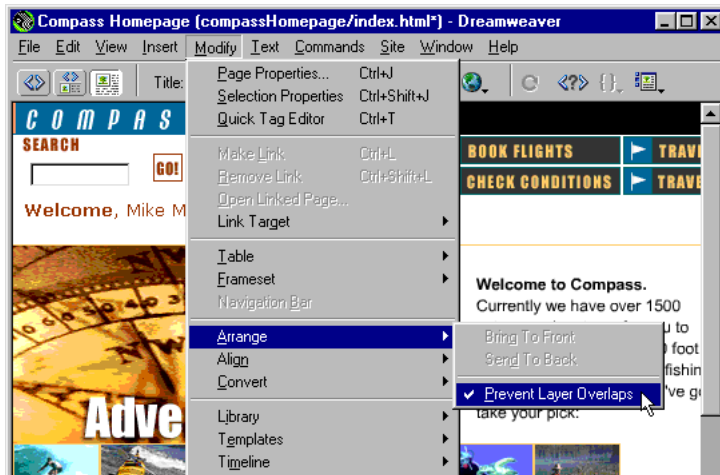 Compass Homepage (compassHomepage/index.html*) - Dreamweaver
File Edit View Insert Modify Text Commands Site Window Help
Title:
Page Properties... Ctrl+J
Selection Properties Ctrl+Shift+J
Quick Tag Editor Ctrl+T
Make Link Ctrl+L
Remove Link Ctrl+Shift+L
Open Linked Page...
Link Target
Table
Frameset
Navigation Bar
Arrange
Align
Convert
Library
Templates
Timeline
Bring To Front
Send To Back
Prevent Layer Overlaps
COMPAS
SEARCH
GO!
Welcome, Mike M
Adve
BOOK FLIGHTS TRAV
CHECK CONDITIONS TRAVE
Welcome to Compass.
Currently we have over 1500
u to
foot
fishin
've g
take your pick: